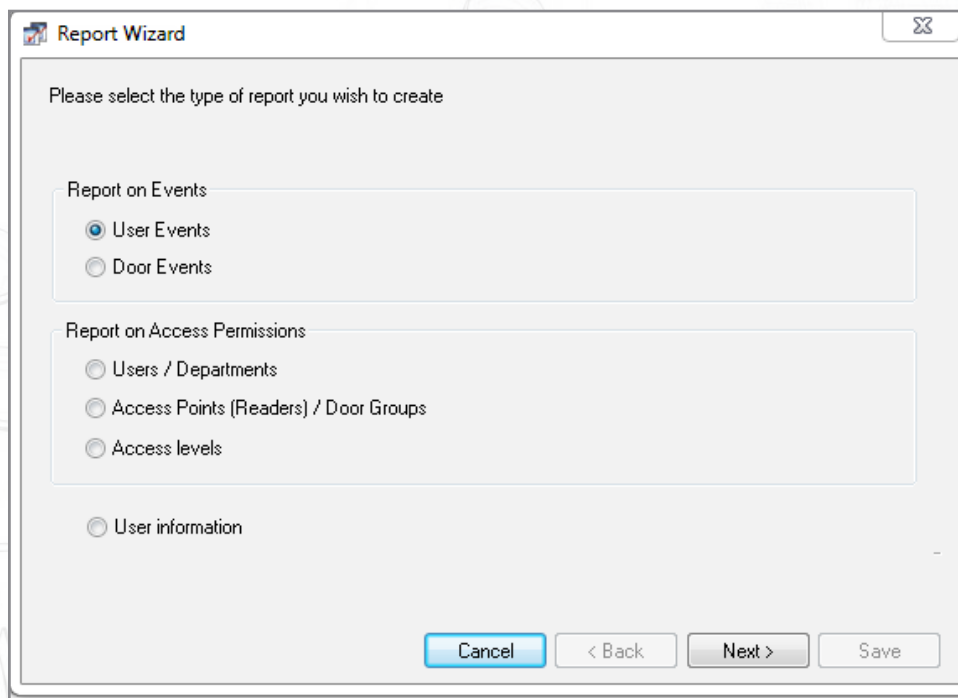 Report Wizard
Please select the type of report you wish to create
Report on Events
User Events
Door Events
Report on Access Permissions
Users / Departments
Access Points (Readers) / Door Groups
Access levels
User information
Cancel
< Back
Next >
Save